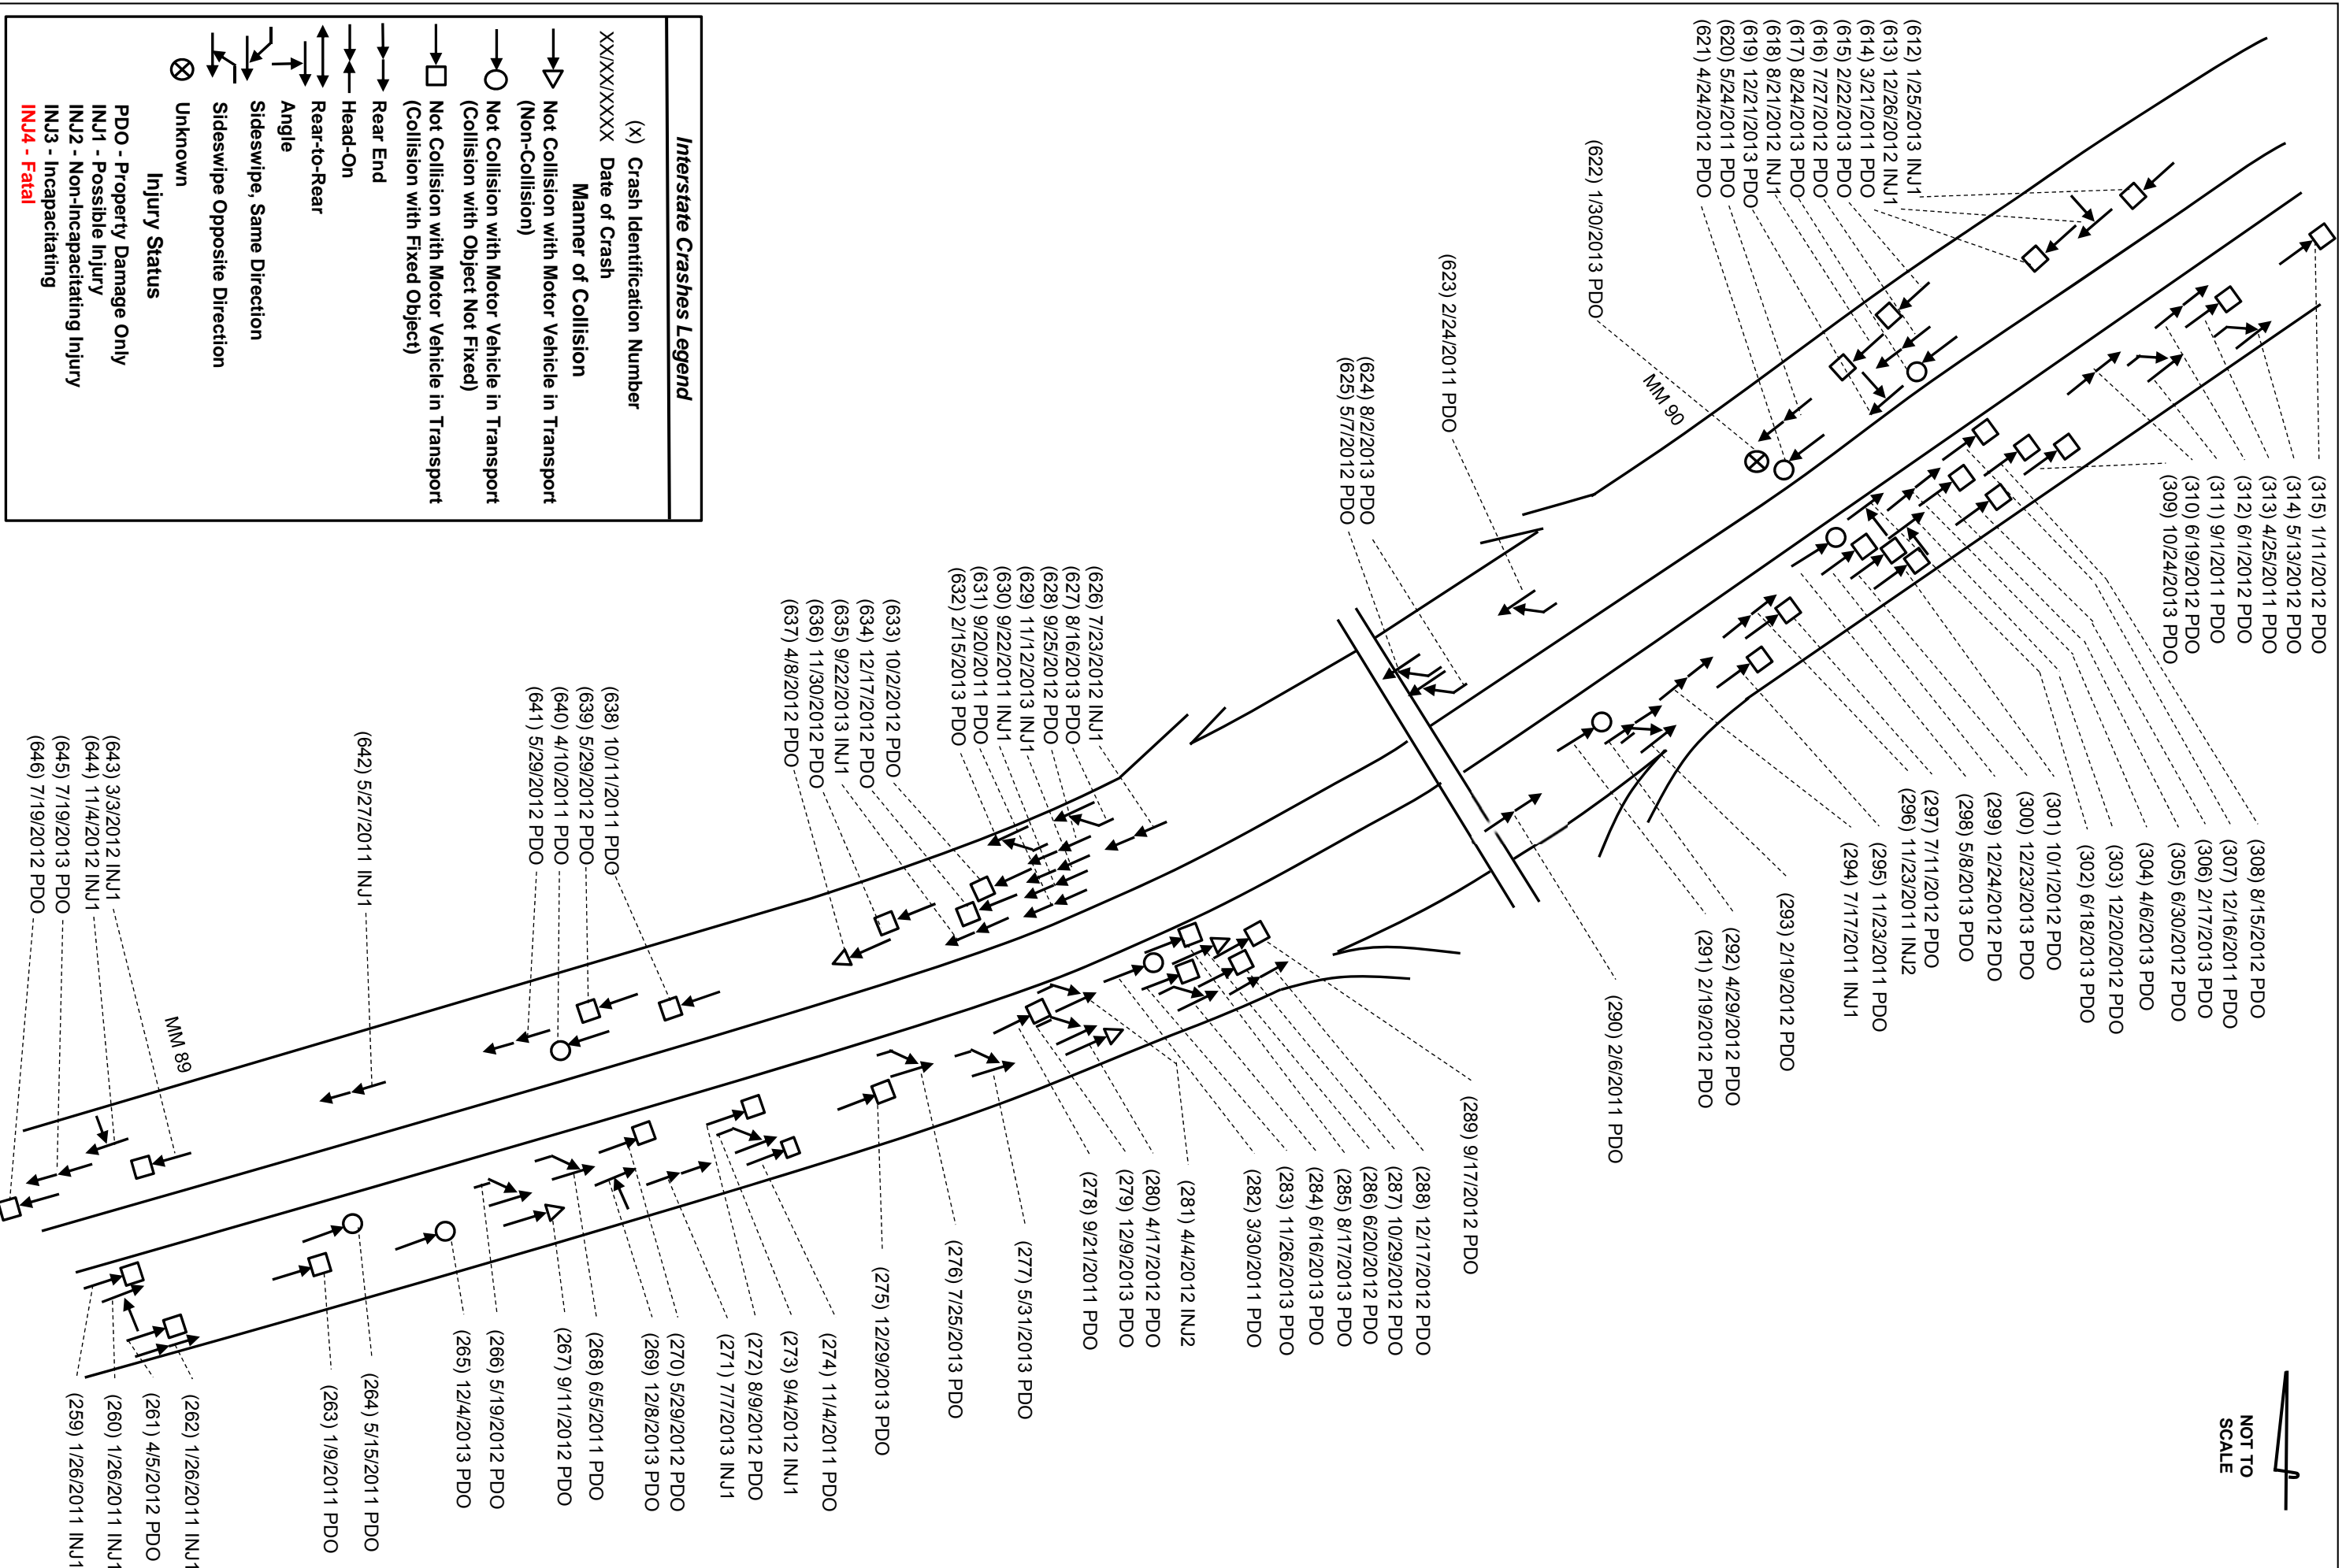 Interstate Crashes Legend
(x) Crash Identification Number
XX/XX/XXXX Date of Crash
Manner of Collision
Not Collision with Motor Vehicle in Transport
(Non-Collision)
Not Collision with Motor Vehicle in Transport
(Collision with Object Not Fixed)
Not Collision with Motor Vehicle in Transport
(Collision with Fixed Object)
Rear End
Head-On
Rear-to-Rear
Angle
Sideswipe, Same Direction
Sideswipe Opposite Direction
Unknown
Injury Status
PDO - Property Damage Only
INJ1 - Possible Injury
INJ2 - Non-Incapacitating Injury
INJ3 - Incapacitating
INJ4 - Fatal
(612) 1/25/2013 INJ1
(613) 12/26/2012 INJ1
(614) 3/21/2011 PDO
(615) 2/22/2013 PDO
(616) 7/27/2012 PDO
(617) 8/24/2013 PDO
(618) 8/21/2012 INJ1
(619) 12/21/2013 PDO
(620) 5/24/2011 PDO
(621) 4/24/2012 PDO
(622) 1/30/2013 PDO
MM 90
(623) 2/24/2011 PDO
(624) 8/2/2013 PDO
(625) 5/7/2012 PDO
(626) 7/23/2012 INJ1
(627) 8/16/2013 PDO
(628) 9/25/2012 PDO
(629) 11/12/2013 INJ1
(630) 9/22/2011 INJ1
(631) 9/20/2011 PDO
(632) 2/15/2013 PDO
(633) 10/2/2012 PDO
(634) 12/17/2012 PDO
(635) 9/22/2013 INJ1
(636) 11/30/2012 PDO
(637) 4/8/2012 PDO
(638) 10/11/2011 PDO
(639) 5/29/2012 PDO
(640) 4/10/2011 PDO
(641) 5/29/2012 PDO
(642) 5/27/2011 INJ1
MM 89
(643) 3/3/2012 INJ1
(644) 11/4/2012 INJ1
(645) 7/19/2013 PDO
(646) 7/19/2012 PDO
(315) 1/11/2012 PDO
(314) 5/13/2012 PDO
(313) 4/25/2011 PDO
(312) 6/1/2012 PDO
(311) 9/1/2011 PDO
(310) 6/19/2012 PDO
(309) 10/24/2013 PDO
(308) 8/15/2012 PDO
(307) 12/16/2011 PDO
(306) 2/17/2013 PDO
(305) 6/30/2012 PDO
(304) 4/6/2013 PDO
(303) 12/20/2012 PDO
(302) 6/18/2013 PDO
(301) 10/1/2012 PDO
(300) 12/23/2013 PDO
(299) 12/24/2012 PDO
(298) 5/8/2013 PDO
(297) 7/11/2012 PDO
(296) 11/23/2011 INJ2
(295) 11/23/2011 PDO
(294) 7/17/2011 INJ1
(293) 2/19/2012 PDO
(292) 4/29/2012 PDO
(291) 2/19/2012 PDO
(290) 2/6/2011 PDO
(289) 9/17/2012 PDO
(288) 12/17/2012 PDO
(287) 10/29/2012 PDO
(286) 6/20/2012 PDO
(285) 8/17/2013 PDO
(284) 6/16/2013 PDO
(283) 11/26/2013 PDO
(282) 3/30/2011 PDO
(281) 4/4/2012 INJ2
(280) 4/17/2012 PDO
(279) 12/9/2013 PDO
(278) 9/21/2011 PDO
(277) 5/31/2013 PDO
(276) 7/25/2013 PDO
(275) 12/29/2013 PDO
(274) 11/4/2011 PDO
(273) 9/4/2012 INJ1
(272) 8/9/2012 PDO
(271) 7/7/2013 INJ1
(270) 5/29/2012 PDO
(269) 12/8/2013 PDO
(268) 6/5/2011 PDO
(267) 9/11/2012 PDO
(266) 5/19/2012 PDO
(265) 12/4/2013 PDO
(264) 5/15/2011 PDO
(263) 1/9/2011 PDO
(262) 1/26/2011 INJ1
(261) 4/5/2012 PDO
(260) 1/26/2011 INJ1
(259) 1/26/2011 INJ1
NOT TO
SCALE